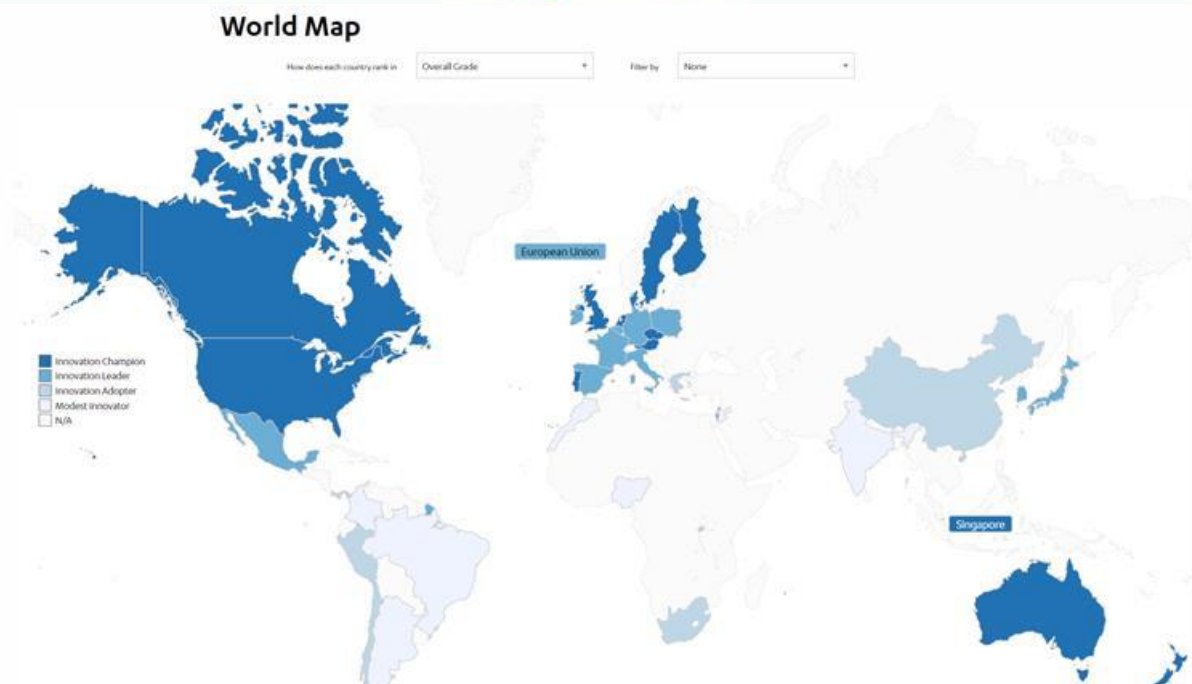 World Map
How does each country rank in
Overall Grade
Filter by
None
European Union
Innovation Champion
Innovation Leader
Innovation Adopter
Modest Innovator
N/A
Singapore